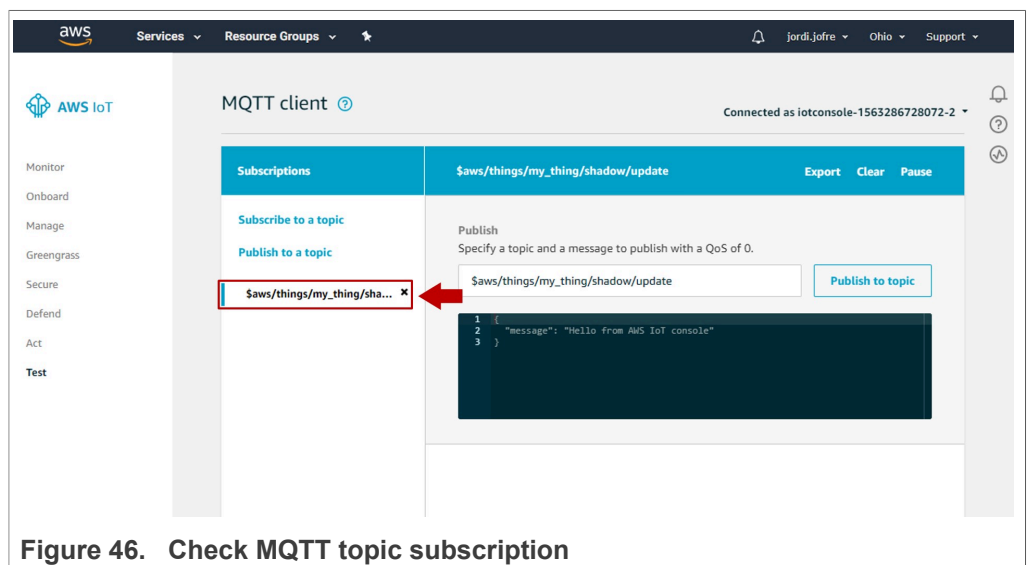 aws Services Resource Groups jordi.jofre Ohio Support
AWS IoT
Monitor
Onboard
Manage
Greengrass
Secure
Defend
Act
Test
MQTT client ?
Connected as iotconsole-1563286728072-2
?
Subscriptions
Subscribe to a topic
Publish to a topic
$aws/things/my_thing/sha... ×
$aws/things/my_thing/shadow/update Export Clear Pause
Publish
Specify a topic and a message to publish with a QoS of 0.
$aws/things/my_thing/shadow/update Publish to topic
1 {
2 "message": "Hello from AWS IoT console"
3 }
Figure 46. Check MQTT topic subscription